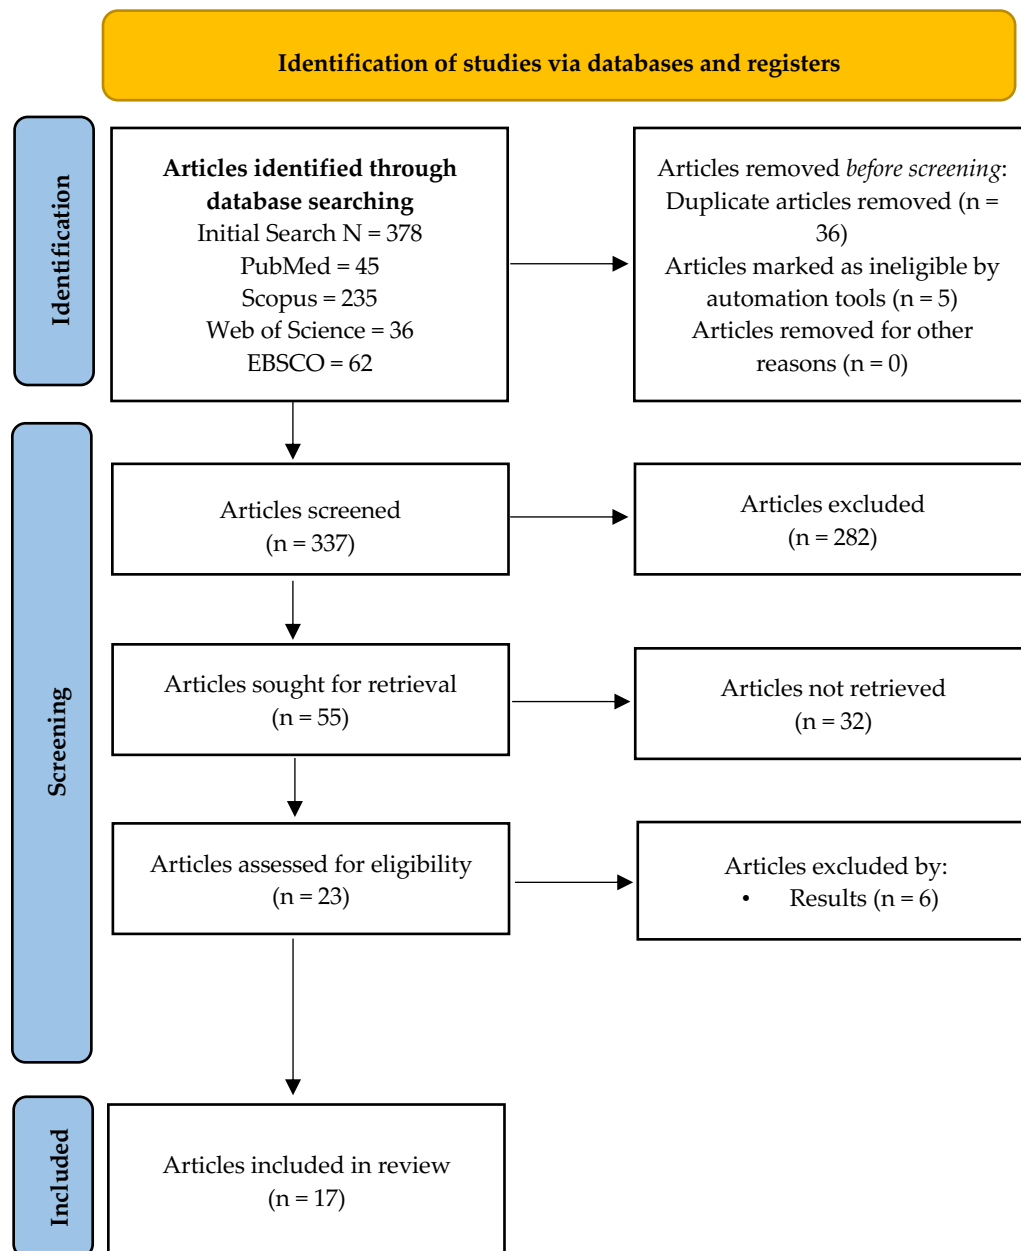 Identification of studies via databases and registers
Identification
Articles identified through
database searching
Initial Search N = 378
PubMed = 45
Scopus = 235
Web of Science = 36
EBSCO = 62
Articles removed before screening:
Duplicate articles removed (n =
36)
Articles marked as ineligible by
automation tools (n = 5)
Articles removed for other
reasons (n = 0)
Screening
Articles screened
(n = 337)
Articles excluded
(n = 282)
Articles sought for retrieval
(n = 55)
Articles not retrieved
(n = 32)
Articles assessed for eligibility
(n = 23)
Articles excluded by:
• Results (n = 6)
Included
Articles included in review
(n = 17)